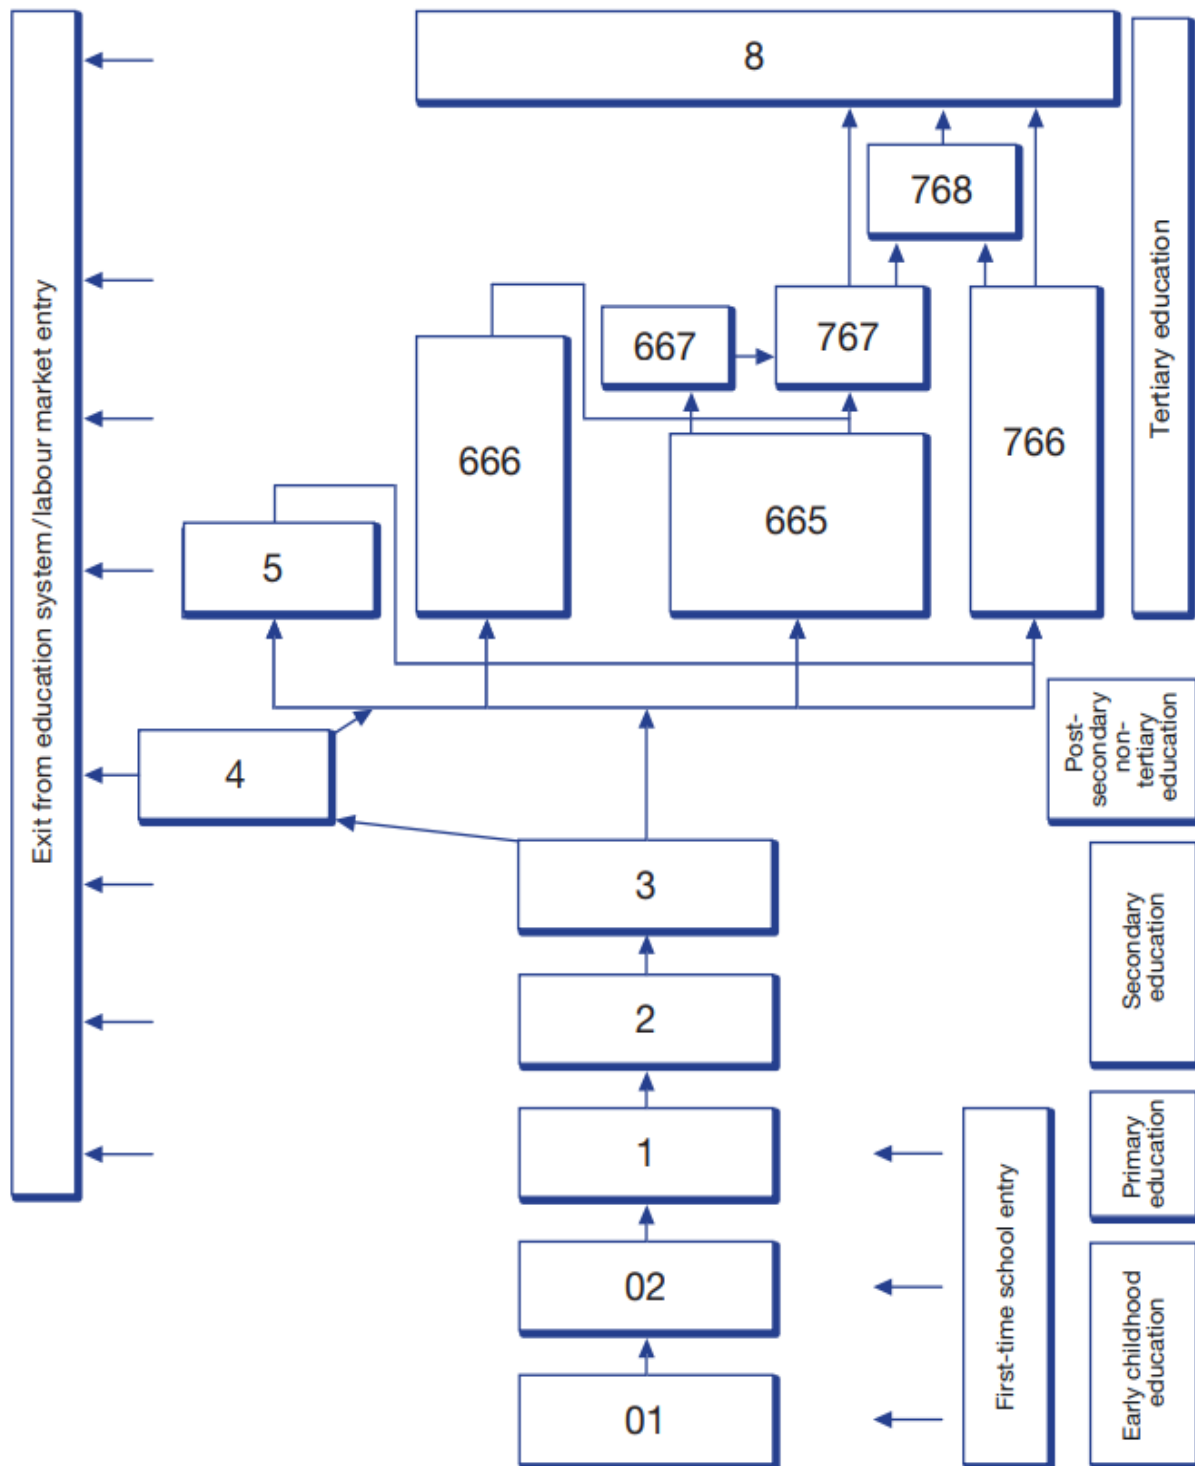 Exit from education system/labour market entry
8
768
667
767
666
665
766
5
4
3
2
1
02
01
First-time school entry
Tertiary education
Post-
secondary
non-
tertiary
education
Secondary
education
Primary
education
Early childhood
education